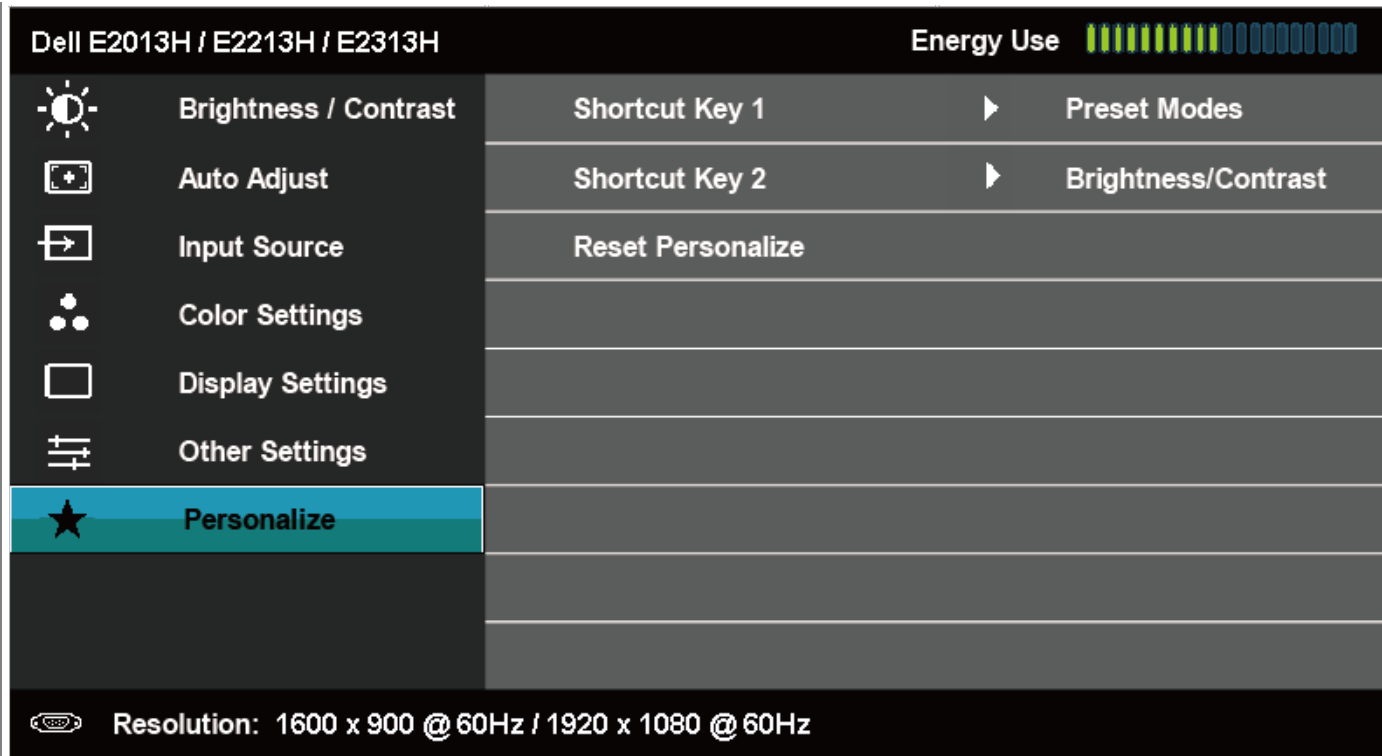 Dell E2013H / E2213H / E2313H Energy Use
Brightness / Contrast Shortcut Key 1 Preset Modes
Auto Adjust Shortcut Key 2 Brightness/Contrast
Input Source Reset Personalize
Color Settings
Display Settings
Other Settings
Personalize
Resolution: 1600 x 900 @ 60Hz / 1920 x 1080 @ 60Hz